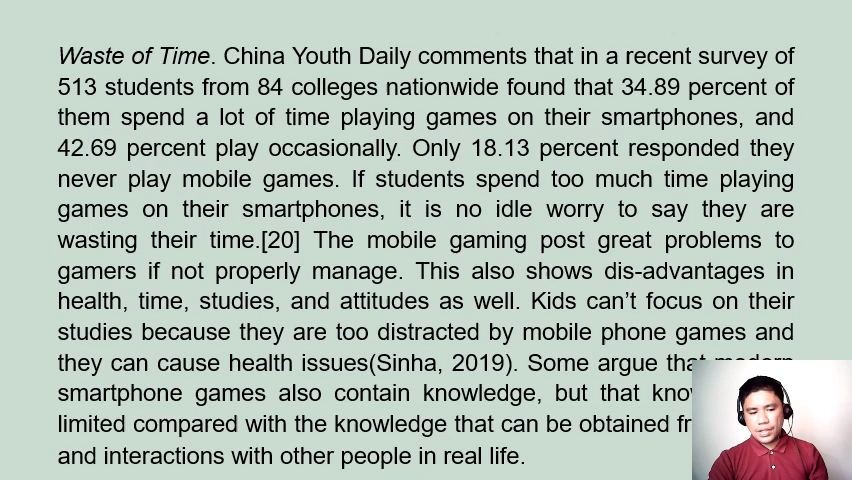 Waste of Time. China Youth Daily comments that in a recent survey of
513 students from 84 colleges nationwide found that 34.89 percent of
them spend a lot of time playing games on their smartphones, and
42.69 percent play occasionally. Only 18.13 percent responded they
never play mobile games. If students spend too much time playing
games on their smartphones, it is no idle worry to say they are
wasting their time.[20] The mobile gaming post great problems to
gamers if not properly manage. This also shows dis-advantages in
health, time, studies, and attitudes as well. Kids can’t focus on their
studies because they are too distracted by mobile phone games and
they can cause health issues(Sinha, 2019). Some argue that modern
smartphone games also contain knowledge, but that
limited compared with the knowledge that can be obtained
and interactions with other people in real life.